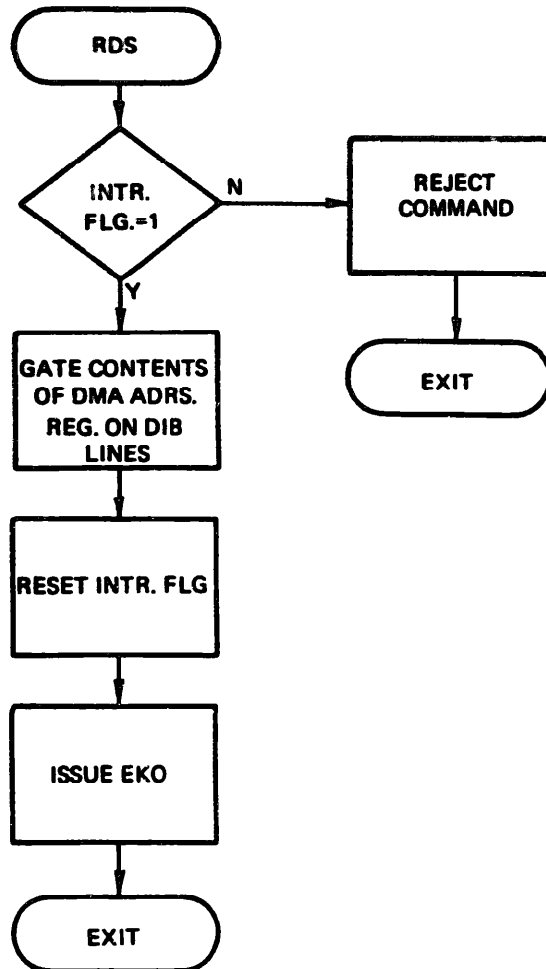 RDS
INTR.
FLG.=1
N
REJECT
COMMAND
Y
EXIT
GATE CONTENTS
OF DMA ADRS.
REG. ON DIB
LINES
RESET INTR. FLG
ISSUE EKO
EXIT